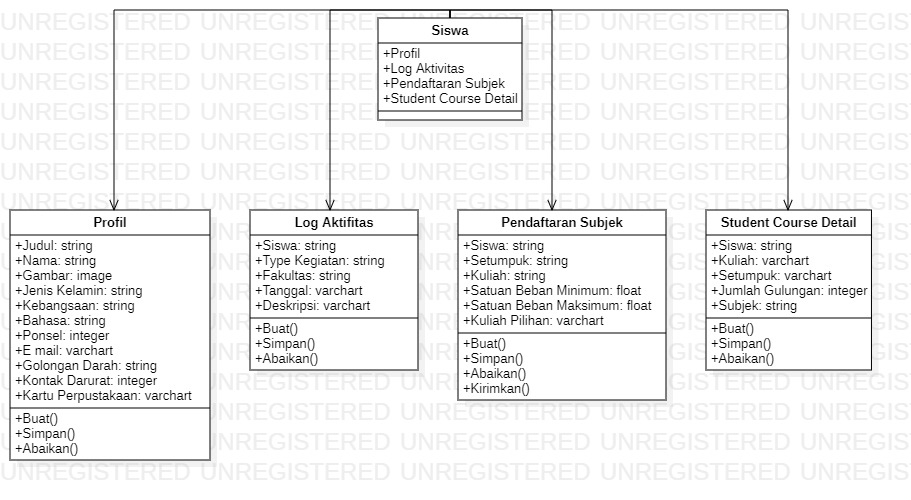 Siswa
+Profil
+Log Aktivitas
+Pendaftaran Subjek
+Student Course Detail
Profil
+Judul: string
+Nama: string
+Gambar: image
+Jenis Kelamin: string
+Kebangsaan: string
+Bahasa: string
+Ponsel: integer
+E mail: varchart
+Golongan Darah: string
+Kontak Darurat: integer
+Kartu Perpustakaan: varchart
+Buat()
+Simpan()
+Abaikan()
Log Aktifitas
+Siswa: string
+Type Kegiatan: string
+Fakultas: string
+Tanggal: varchart
+Deskripsi: varchart
+Buat()
+Simpan()
+Abaikan()
Pendaftaran Subjek
+Siswa: string
+Setumpuk: string
+Kuliah: string
+Satuan Beban Minimum: float
+Satuan Beban Maksimum: float
+Kuliah Pilihan: varchart
+Buat()
+Simpan()
+Abaikan()
+Kirimkan()
Student Course Detail
+Siswa: string
+Kuliah: varchart
+Setumpuk: varchart
+Jumlah Gulungan: integer
+Subjek: string
+Buat()
+Simpan()
+Abaikan()
UNREGISTERED